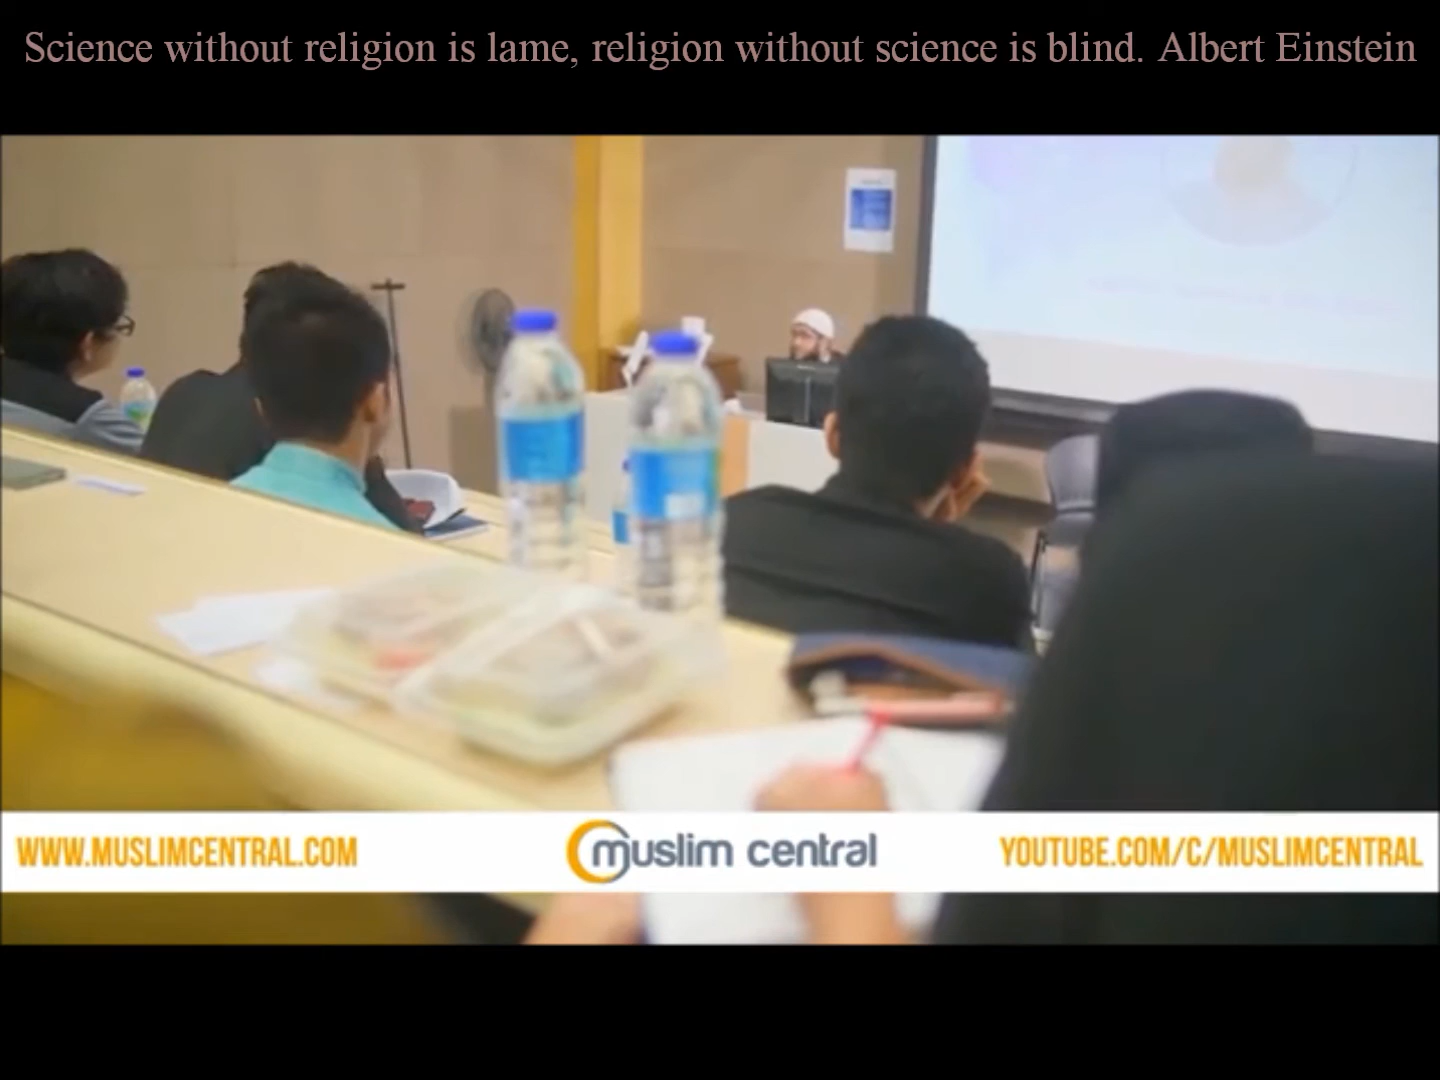 Science without religion is lame, religion without science is blind. Albert Einstein
WWW.MUSLIMCENTRAL.COM
muslim central
YOUTUBE.COM/C/MUSLIMCENTRAL